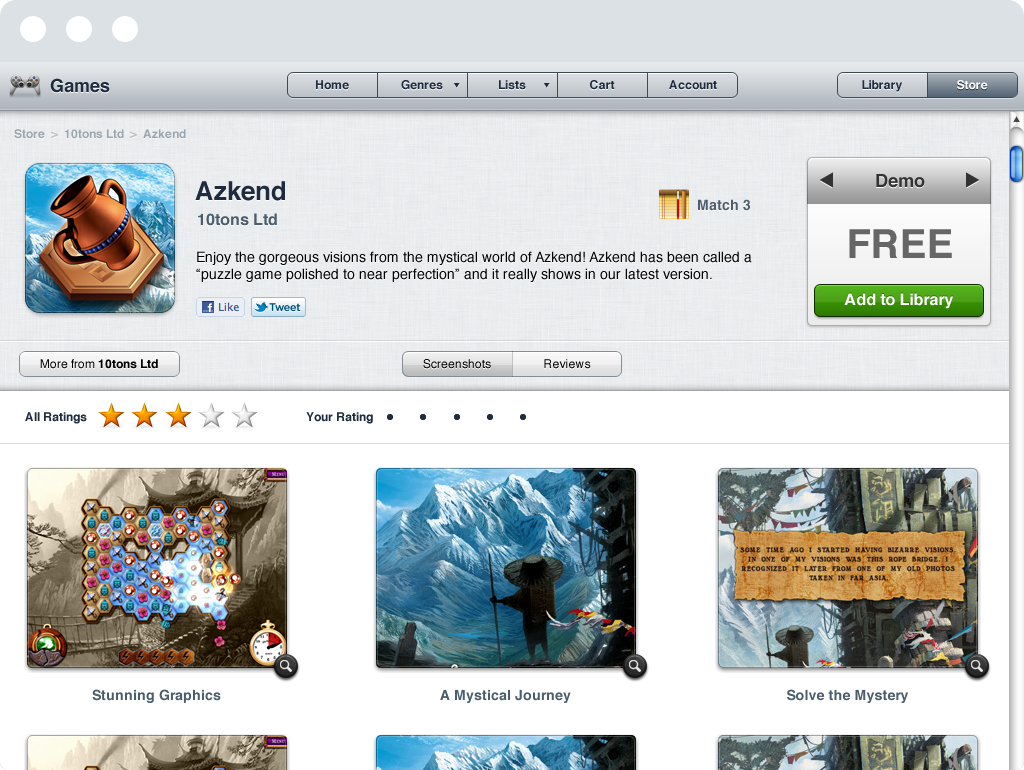 Games
Home
Genres
Lists
Cart
Account
Library
Store
Store > 10tons Ltd > Azkend
Azkend
10tons Ltd
Match 3
Enjoy the gorgeous visions from the mystical world of Azkend! Azkend has been called a
“puzzle game polished to near perfection” and it really shows in our latest version.
Like
Tweet
Demo
FREE
Add to Library
More from 10tons Ltd
Screenshots
Reviews
All Ratings
Your Rating
MENU
SOME TIME AGO I STARTED HAVING BIZARRE VISIONS.
IN ONE OF MY VISIONS WAS THIS ROPE BRIDGE. I
RECOGNIZED IT LATER FROM ONE OF MY OLD PHOTOS
TAKEN IN FAR ASIA.
Stunning Graphics
A Mystical Journey
Solve the Mystery
MENU